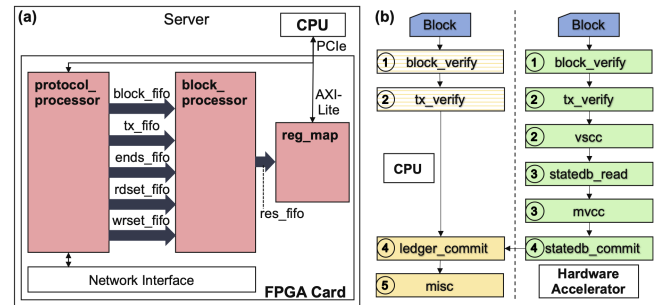 (a)
Server
CPU
PCIe
protocol_
processor
block_fifo
tx_fifo
ends_fifo
rdset_fifo
wrset_fifo
block_
processor
AXI-
Lite
reg_map
res_fifo
Network Interface
FPGA Card
(b)
Block
1 block_verify
2 tx_verify
CPU
4 ledger_commit
5 misc
Block
1 block_verify
2 tx_verify
2 vscc
3 statedb_read
3 mvcc
4 statedb_commit
Hardware
Accelerator